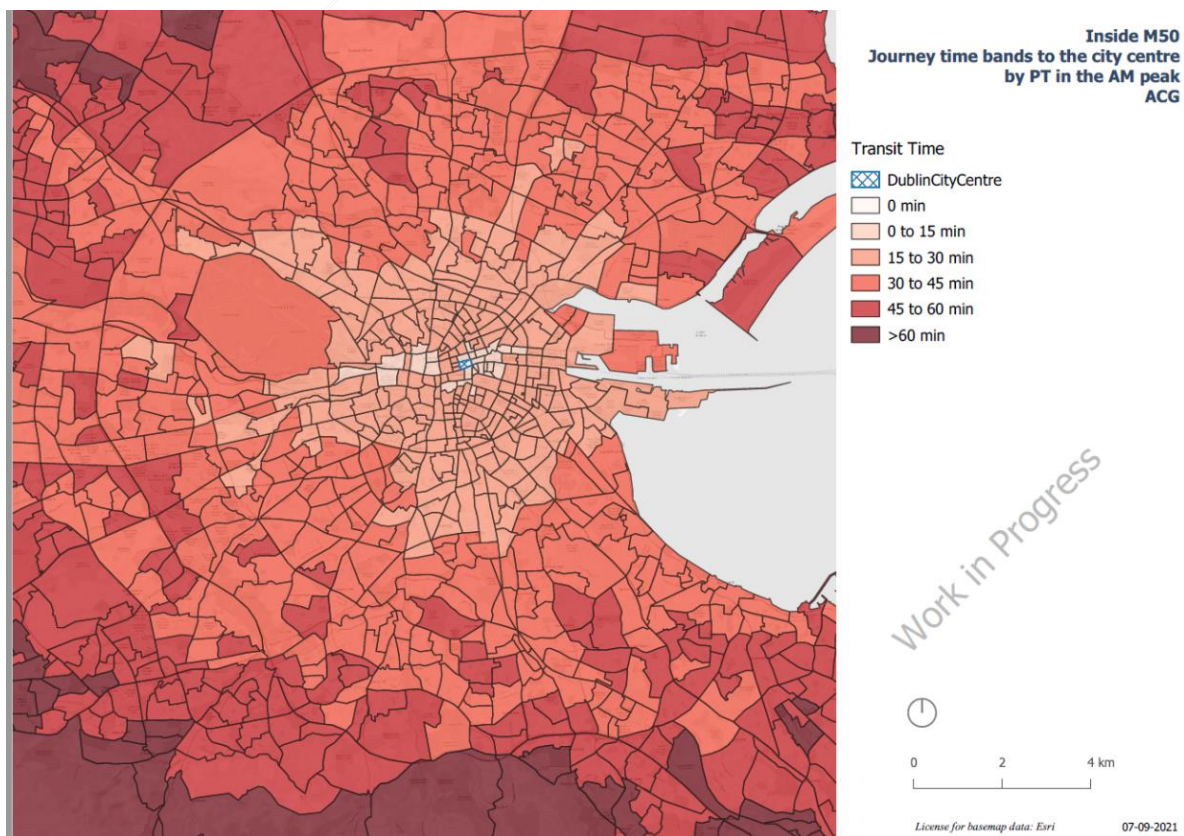 Inside M50
Journey time bands to the city centre
by PT in the AM peak
ACG
Transit Time
DublinCityCentre
0 min
0 to 15 min
15 to 30 min
30 to 45 min
45 to 60 min
>60 min
Work in Progress
0 2 4 km
License for basemap data: Esri 07-09-2021